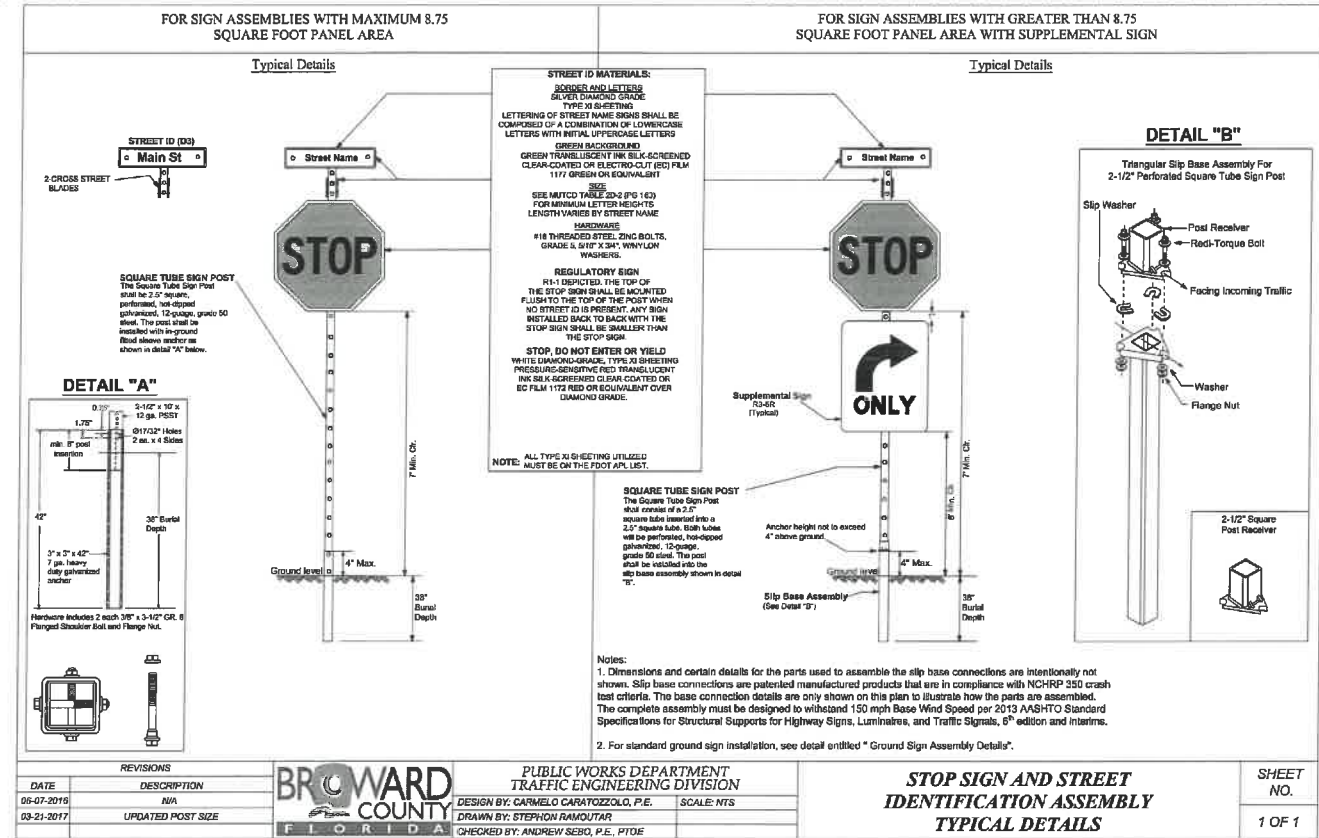 FOR SIGN ASSEMBLIES WITH MAXIMUM 8.75
SQUARE FOOT PANEL AREA
FOR SIGN ASSEMBLIES WITH GREATER THAN 8.75
SQUARE FOOT PANEL AREA WITH SUPPLEMENTAL SIGN
Typical Details
STREET ID (D3)
Main St
2-CROSS STREET
BLADES
Street Name
STOP
SQUARE TUBE SIGN POST
The Square Tube Sign Post
shall be 2.5" square,
perforated, hot-dipped
galvanized, 12-guage, grade 50
steel. The post shall be
installed with in-ground
fitted sleeve anchor as
shown in detail "A" below.
DETAIL "A"
0.75"
2-1/2" x 10' x
12 ga. PSST
1.75"
Ø17/32" Holes
2 ea. x 4 Sides
min. 8" post
insertion
42"
38" Burial
Depth
3" x 3" x 42"
7 ga. heavy
duty galvanized
anchor
Hardware includes 2 each 3/8" x 3-1/2" GR. 8
Flanged Shoulder Bolt and Flange Nut.
Ground level
4" Max.
7' Min. Clr.
38"
Burial
Depth
STREET ID MATERIALS:
BORDER AND LETTERS
SILVER DIAMOND GRADE
TYPE XI SHEETING
LETTERING OF STREET NAME SIGNS SHALL BE
COMPOSED OF A COMBINATION OF LOWERCASE
LETTERS WITH INITIAL UPPERCASE LETTERS
GREEN BACKGROUND
GREEN TRANSLUSCENT INK SILK-SCREENED
CLEAR-COATED OR ELECTRO-CUT (EC) FILM
1177 GREEN OR EQUIVALENT
SIZE
SEE MUTCD TABLE 2D-2 (PG 163)
FOR MINIMUM LETTER HEIGHTS
LENGTH VARIES BY STREET NAME
HARDWARE
#18 THREADED STEEL ZINC BOLTS,
GRADE 5, 5/16" X 3/4", W/NYLON
WASHERS.
REGULATORY SIGN
R1-1 DEPICTED. THE TOP OF
THE STOP SIGN SHALL BE MOUNTED
FLUSH TO THE TOP OF THE POST WHEN
NO STREET ID IS PRESENT. ANY SIGN
INSTALLED BACK TO BACK WITH THE
STOP SIGN SHALL BE SMALLER THAN
THE STOP SIGN.
STOP, DO NOT ENTER OR YIELD
WHITE DIAMOND-GRADE, TYPE XI SHEETING
PRESSURE-SENSITIVE RED TRANSLUCENT
INK SILK-SCREENED CLEAR-COATED OR
EC FILM 1172 RED OR EQUIVALENT OVER
DIAMOND GRADE.
NOTE: ALL TYPE XI SHEETING UTILIZED
MUST BE ON THE FDOT APL LIST.
Typical Details
Street Name
STOP
ONLY
Supplemental Sign
R3-5R
(Typical)
SQUARE TUBE SIGN POST
The Square Tube Sign Post
shall consist of a 2.5"
square tube inserted into a
2.5" square tube. Both tubes
will be perforated, hot-dipped
galvanized, 12-guage,
grade 50 steel. The post
shall be installed into the
slip base assembly shown in detail
"B".
Anchor height not to exceed
4" above ground
Ground level
Slip Base Assembly
(See Detail "B")
4" Max.
6' Min. Cl
7' Min. Clr.
38"
Burial
Depth
DETAIL "B"
Triangular Slip Base Assembly For
2-1/2" Perforated Square Tube Sign Post
Slip Washer
Post Receiver
Redi-Torque Bolt
Facing Incoming Traffic
Washer
Flange Nut
2-1/2" Square
Post Receiver
Notes:
1. Dimensions and certain details for the parts used to assemble the slip base connections are intentionally not
shown. Slip base connections are patented manufactured products that are in compliance with NCHRP 350 crash
test criteria. The base connection details are only shown on this plan to illustrate how the parts are assembled.
The complete assembly must be designed to withstand 150 mph Base Wind Speed per 2013 AASHTO Standard
Specifications for Structural Supports for Highway Signs, Luminaires, and Traffic Signals, 6th edition and interims.
2. For standard ground sign installation, see detail entitled " Ground Sign Assembly Details".
REVISIONS
DATE DESCRIPTION
06-07-2016 N/A
03-21-2017 UPDATED POST SIZE
BROWARD
COUNTY
FLORIDA
PUBLIC WORKS DEPARTMENT
TRAFFIC ENGINEERING DIVISION
DESIGN BY: CARMELO CARATOZZOLO, P.E. SCALE: NTS
DRAWN BY: STEPHON RAMOUTAR
CHECKED BY: ANDREW SEBO, P.E., PTOE
STOP SIGN AND STREET
IDENTIFICATION ASSEMBLY
TYPICAL DETAILS
SHEET
NO.
1 OF 1